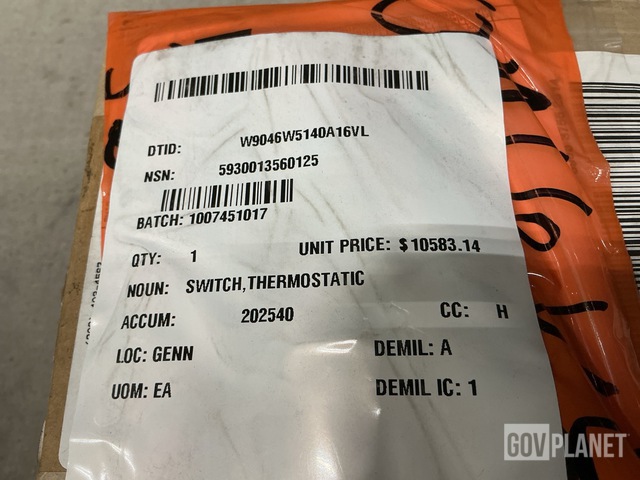 DTID: W9046W5140A16VL
NSN: 5930013560125
BATCH: 1007451017
QTY: 1 UNIT PRICE: $10583.14
NOUN: SWITCH,THERMOSTATIC
ACCUM: 202540 CC: H
LOC: GENN DEMIL: A
UOM: EA DEMIL IC: 1
GOVPLANET